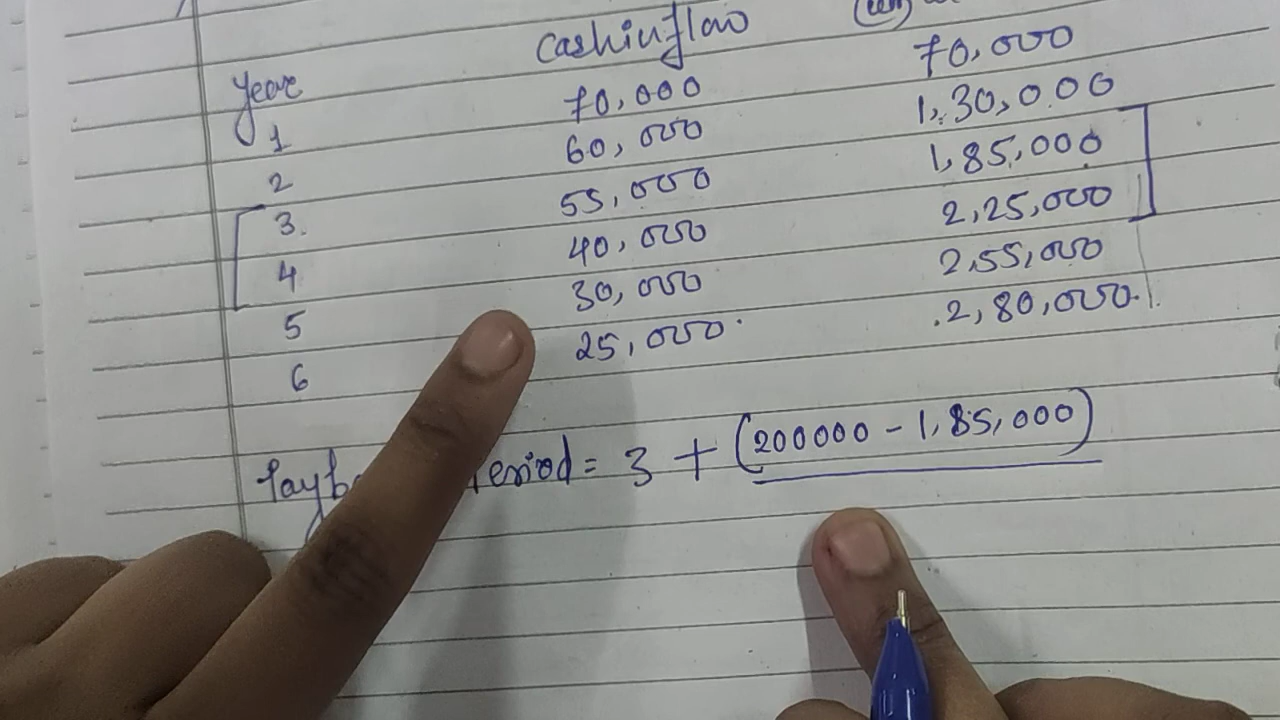 Cashinflow
Year 70,000 70,000
1 60,000 1,30,000
2 55,000 1,85,000
3. 40,000 2,25,000
4 30,000 2,55,000
5 25,000. 2,80,000.
6
eriod = 3 + (200000 - 1,85,000)